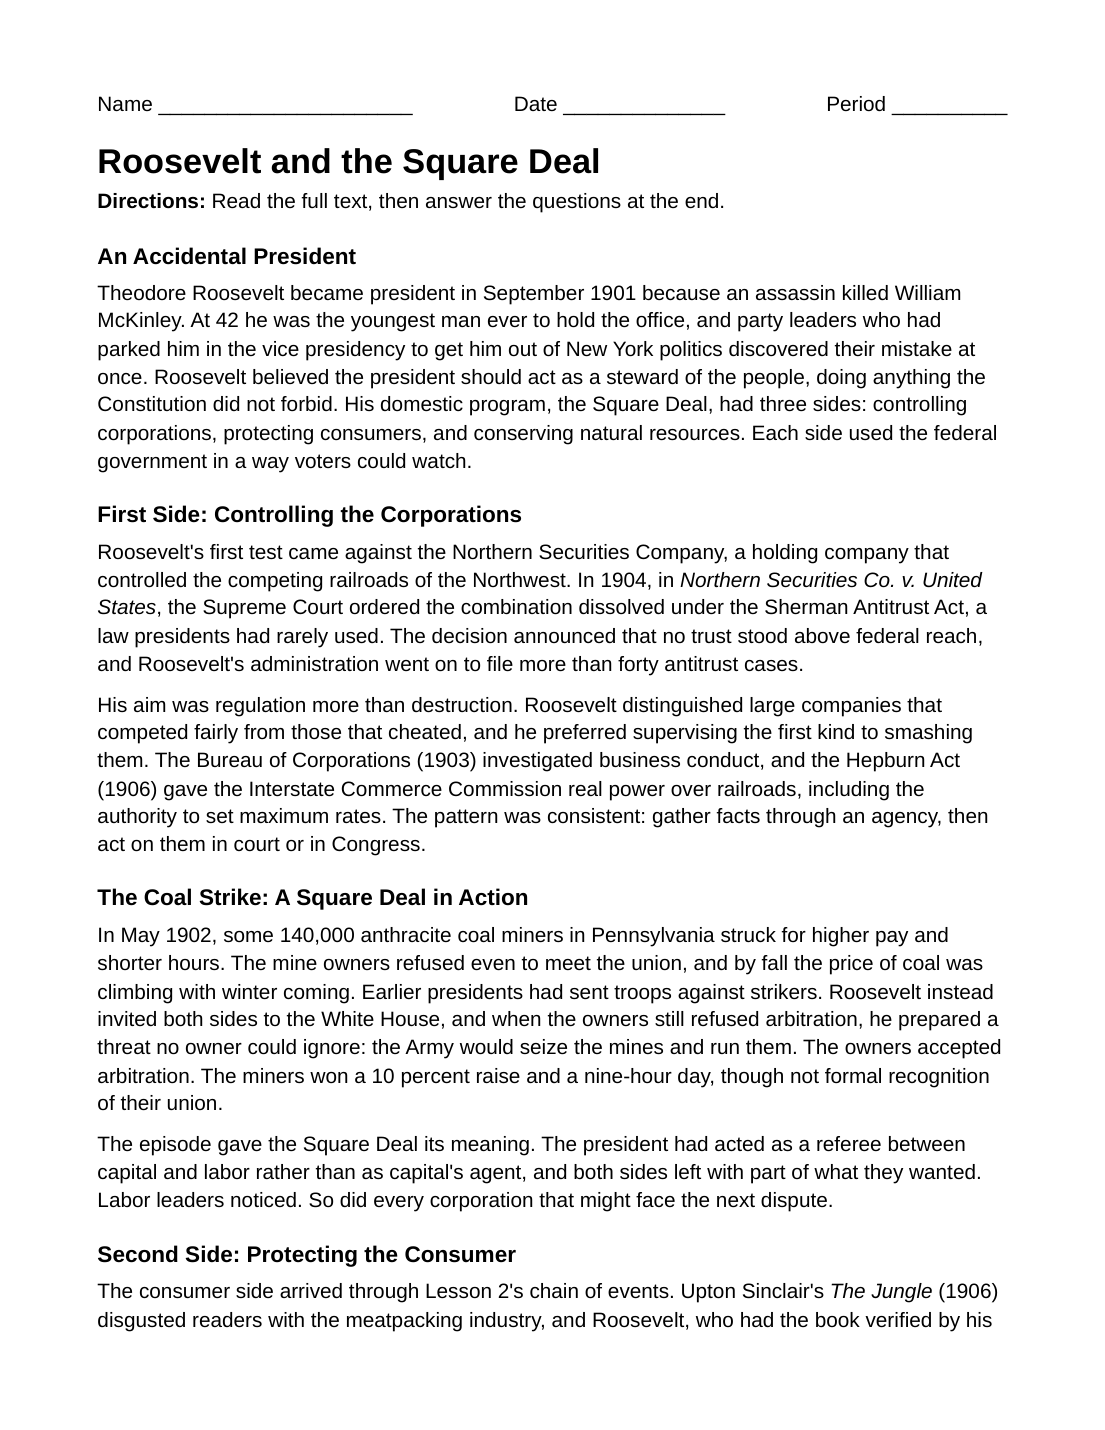 Name ______________________ Date ______________ Period __________
Roosevelt and the Square Deal
Directions: Read the full text, then answer the questions at the end.
An Accidental President
Theodore Roosevelt became president in September 1901 because an assassin killed William
McKinley. At 42 he was the youngest man ever to hold the office, and party leaders who had
parked him in the vice presidency to get him out of New York politics discovered their mistake at
once. Roosevelt believed the president should act as a steward of the people, doing anything the
Constitution did not forbid. His domestic program, the Square Deal, had three sides: controlling
corporations, protecting consumers, and conserving natural resources. Each side used the federal
government in a way voters could watch.
First Side: Controlling the Corporations
Roosevelt's first test came against the Northern Securities Company, a holding company that
controlled the competing railroads of the Northwest. In 1904, in Northern Securities Co. v. United
States, the Supreme Court ordered the combination dissolved under the Sherman Antitrust Act, a
law presidents had rarely used. The decision announced that no trust stood above federal reach,
and Roosevelt's administration went on to file more than forty antitrust cases.
His aim was regulation more than destruction. Roosevelt distinguished large companies that
competed fairly from those that cheated, and he preferred supervising the first kind to smashing
them. The Bureau of Corporations (1903) investigated business conduct, and the Hepburn Act
(1906) gave the Interstate Commerce Commission real power over railroads, including the
authority to set maximum rates. The pattern was consistent: gather facts through an agency, then
act on them in court or in Congress.
The Coal Strike: A Square Deal in Action
In May 1902, some 140,000 anthracite coal miners in Pennsylvania struck for higher pay and
shorter hours. The mine owners refused even to meet the union, and by fall the price of coal was
climbing with winter coming. Earlier presidents had sent troops against strikers. Roosevelt instead
invited both sides to the White House, and when the owners still refused arbitration, he prepared a
threat no owner could ignore: the Army would seize the mines and run them. The owners accepted
arbitration. The miners won a 10 percent raise and a nine-hour day, though not formal recognition
of their union.
The episode gave the Square Deal its meaning. The president had acted as a referee between
capital and labor rather than as capital's agent, and both sides left with part of what they wanted.
Labor leaders noticed. So did every corporation that might face the next dispute.
Second Side: Protecting the Consumer
The consumer side arrived through Lesson 2's chain of events. Upton Sinclair's The Jungle (1906)
disgusted readers with the meatpacking industry, and Roosevelt, who had the book verified by his